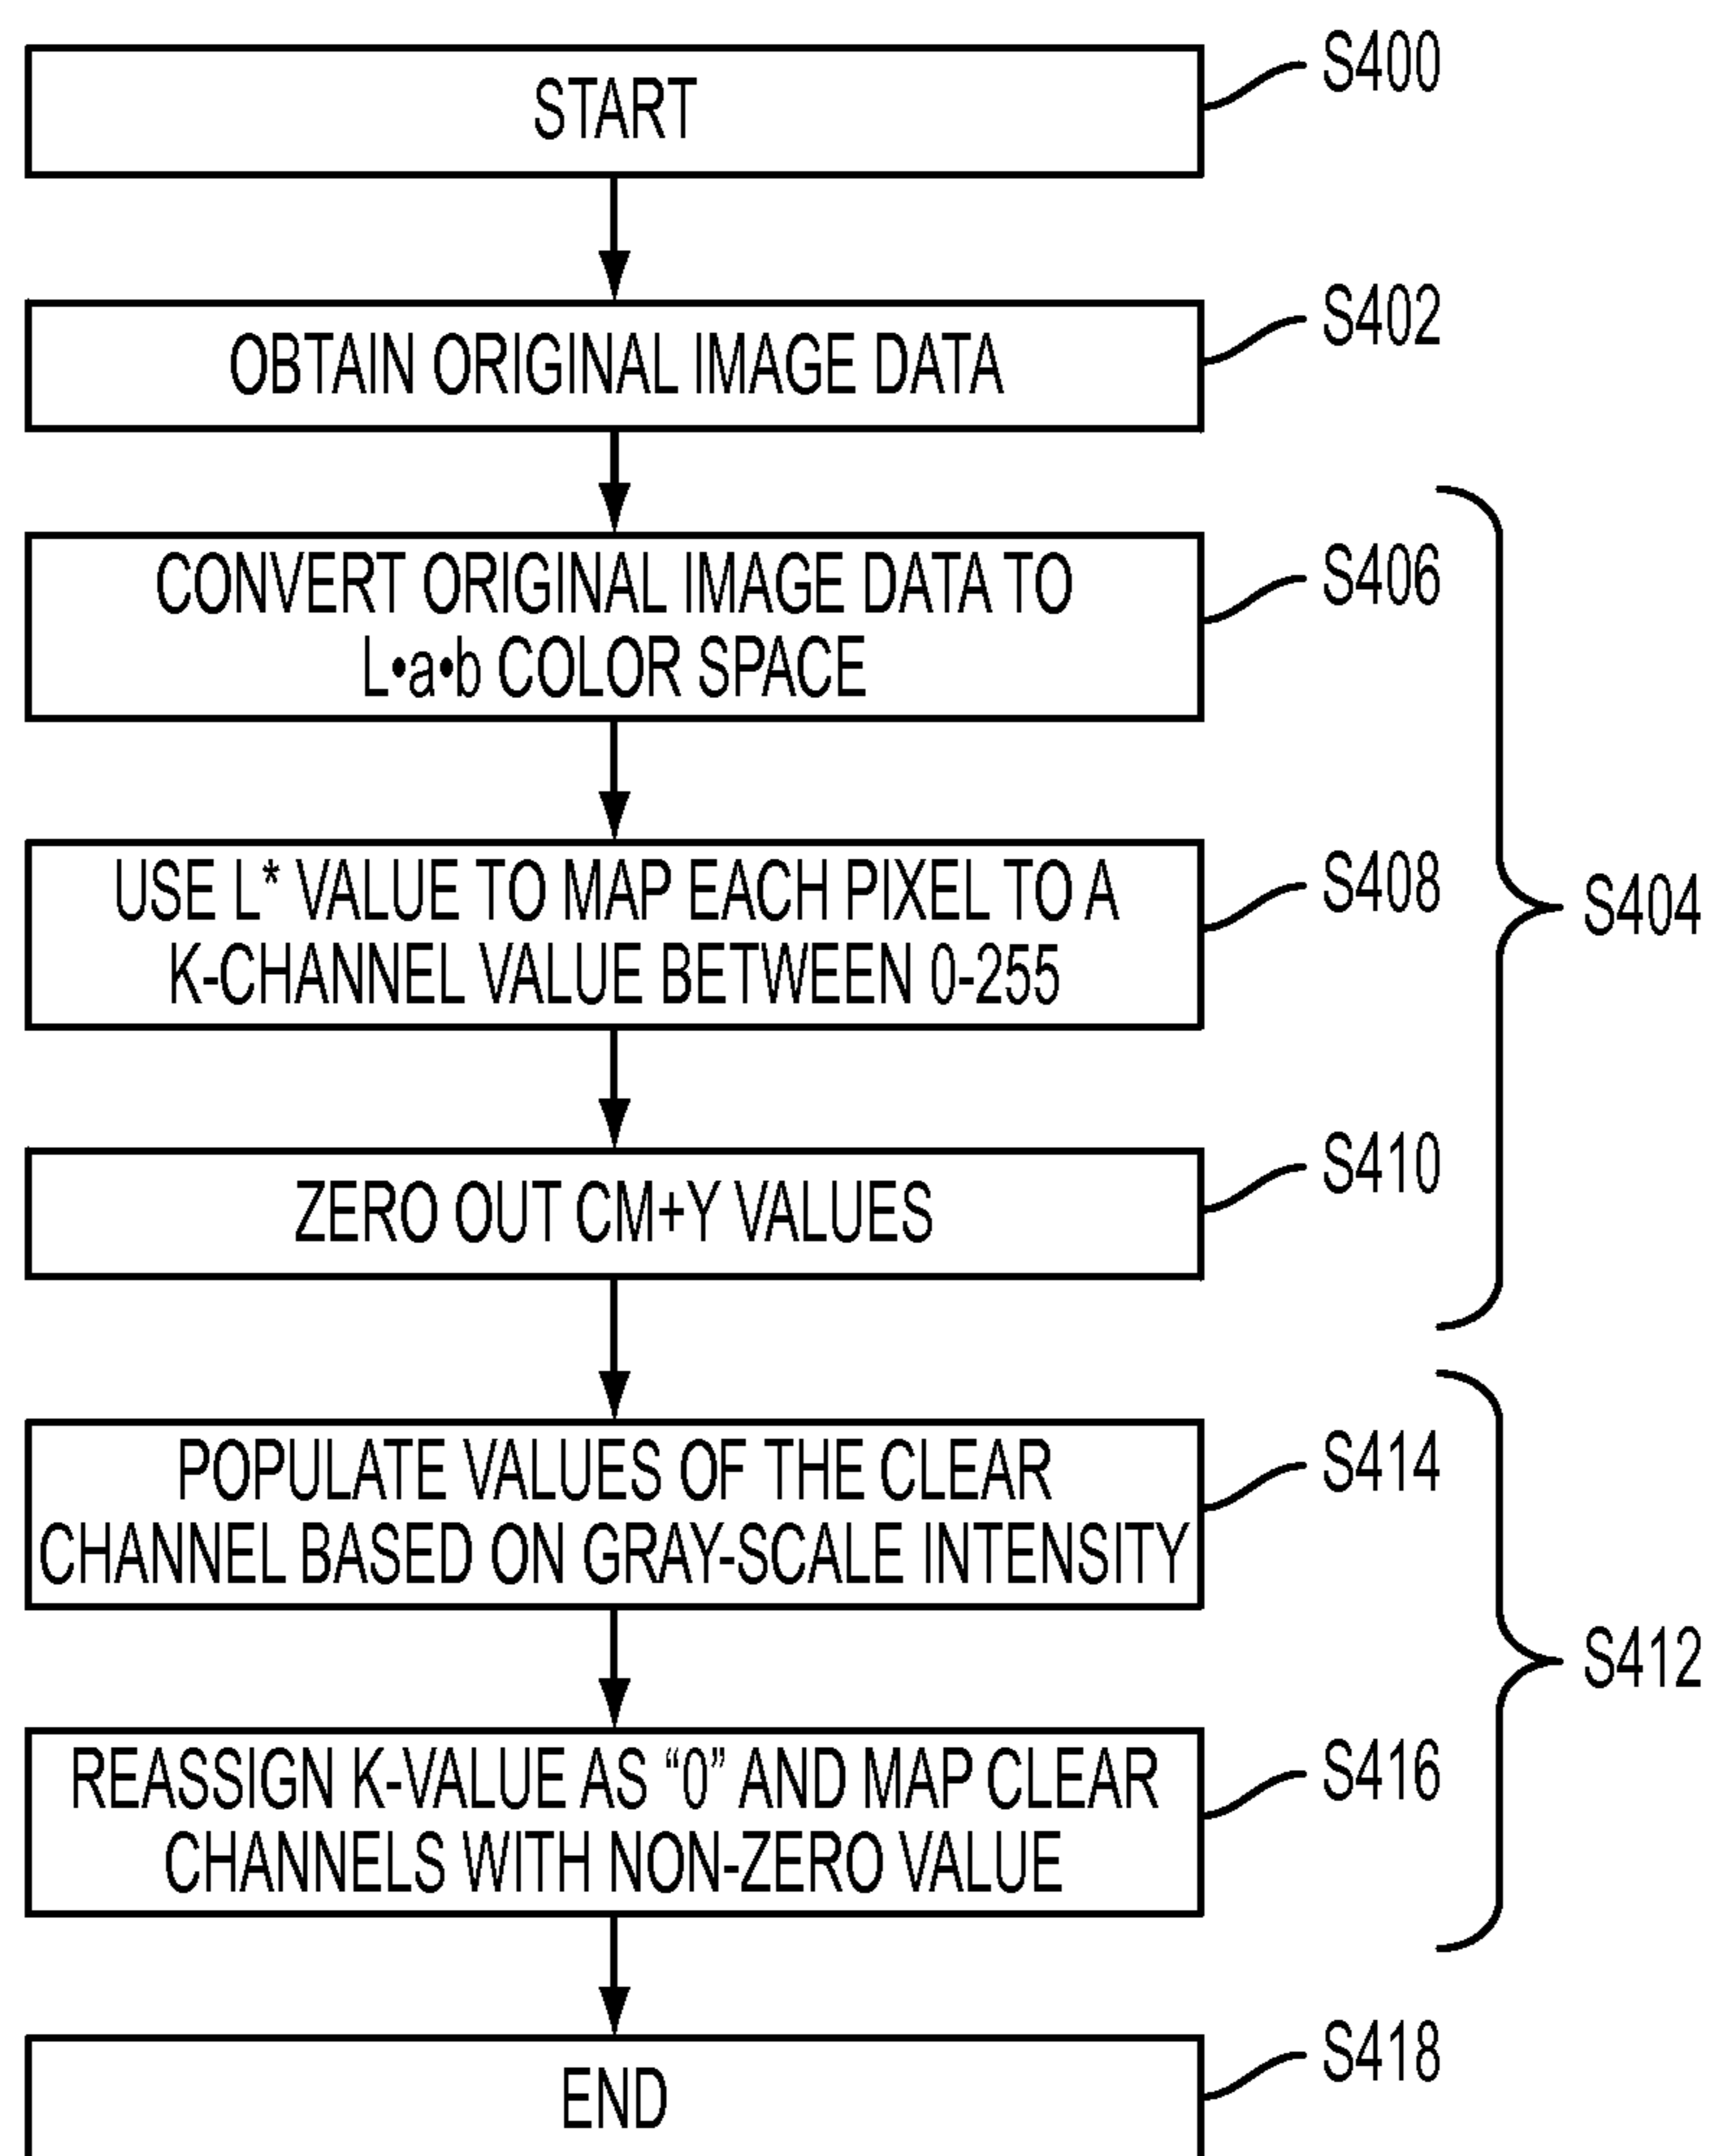 START
S400
OBTAIN ORIGINAL IMAGE DATA
S402
CONVERT ORIGINAL IMAGE DATA TO
L•a•b COLOR SPACE
S406
USE L* VALUE TO MAP EACH PIXEL TO A
K-CHANNEL VALUE BETWEEN 0-255
S408
S404
ZERO OUT CM+Y VALUES
S410
POPULATE VALUES OF THE CLEAR
CHANNEL BASED ON GRAY-SCALE INTENSITY
S414
S412
REASSIGN K-VALUE AS “0” AND MAP CLEAR
CHANNELS WITH NON-ZERO VALUE
S416
END
S418